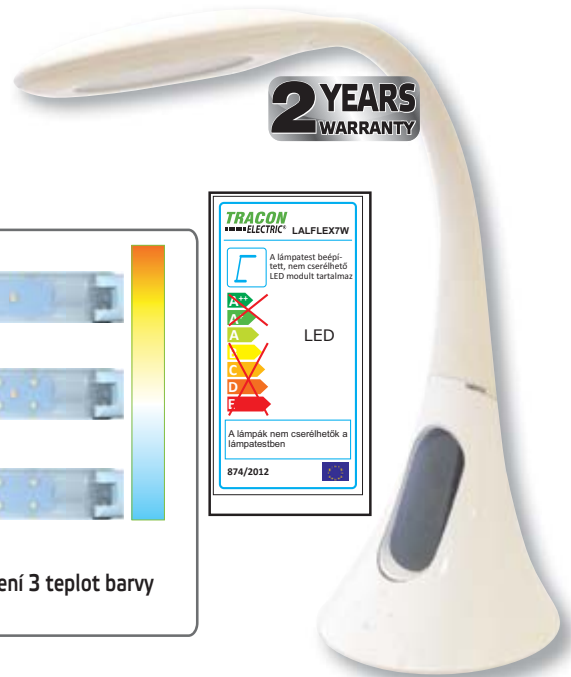 2 YEARS
WARRANTY
TRACON
ELECTRIC® LALFLEX7W
A lámpatest beépí-
tett, nem cserélhető
LED modult tartalmaz
A++
A+
A
B
C
D
E
LED
A lámpák nem cserélhetők a
lámpatestben
874/2012
ení 3 teplot barvy